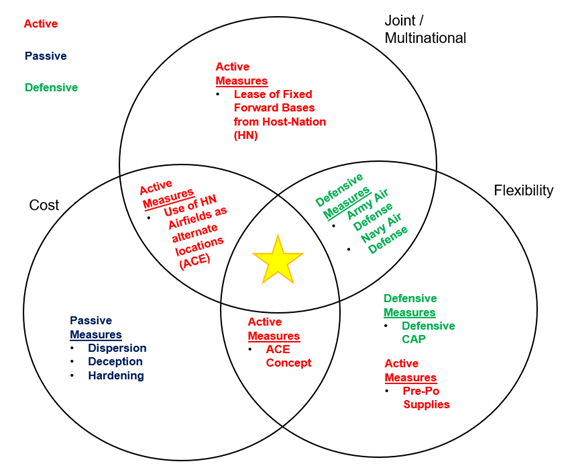 Active
Passive
Defensive
Joint /
Multinational
Active
Measures
• Lease of Fixed
Forward Bases
from Host-Nation
(HN)
Cost
Flexibility
Active
Measures
• Use of HN
Airfields as
alternate
locations
(ACE)
Defensive
Measures
• Army Air
Defense
• Navy Air
Defense
Passive
Measures
• Dispersion
• Deception
• Hardening
Active
Measures
• ACE
Concept
Defensive
Measures
• Defensive
CAP
Active
Measures
• Pre-Po
Supplies